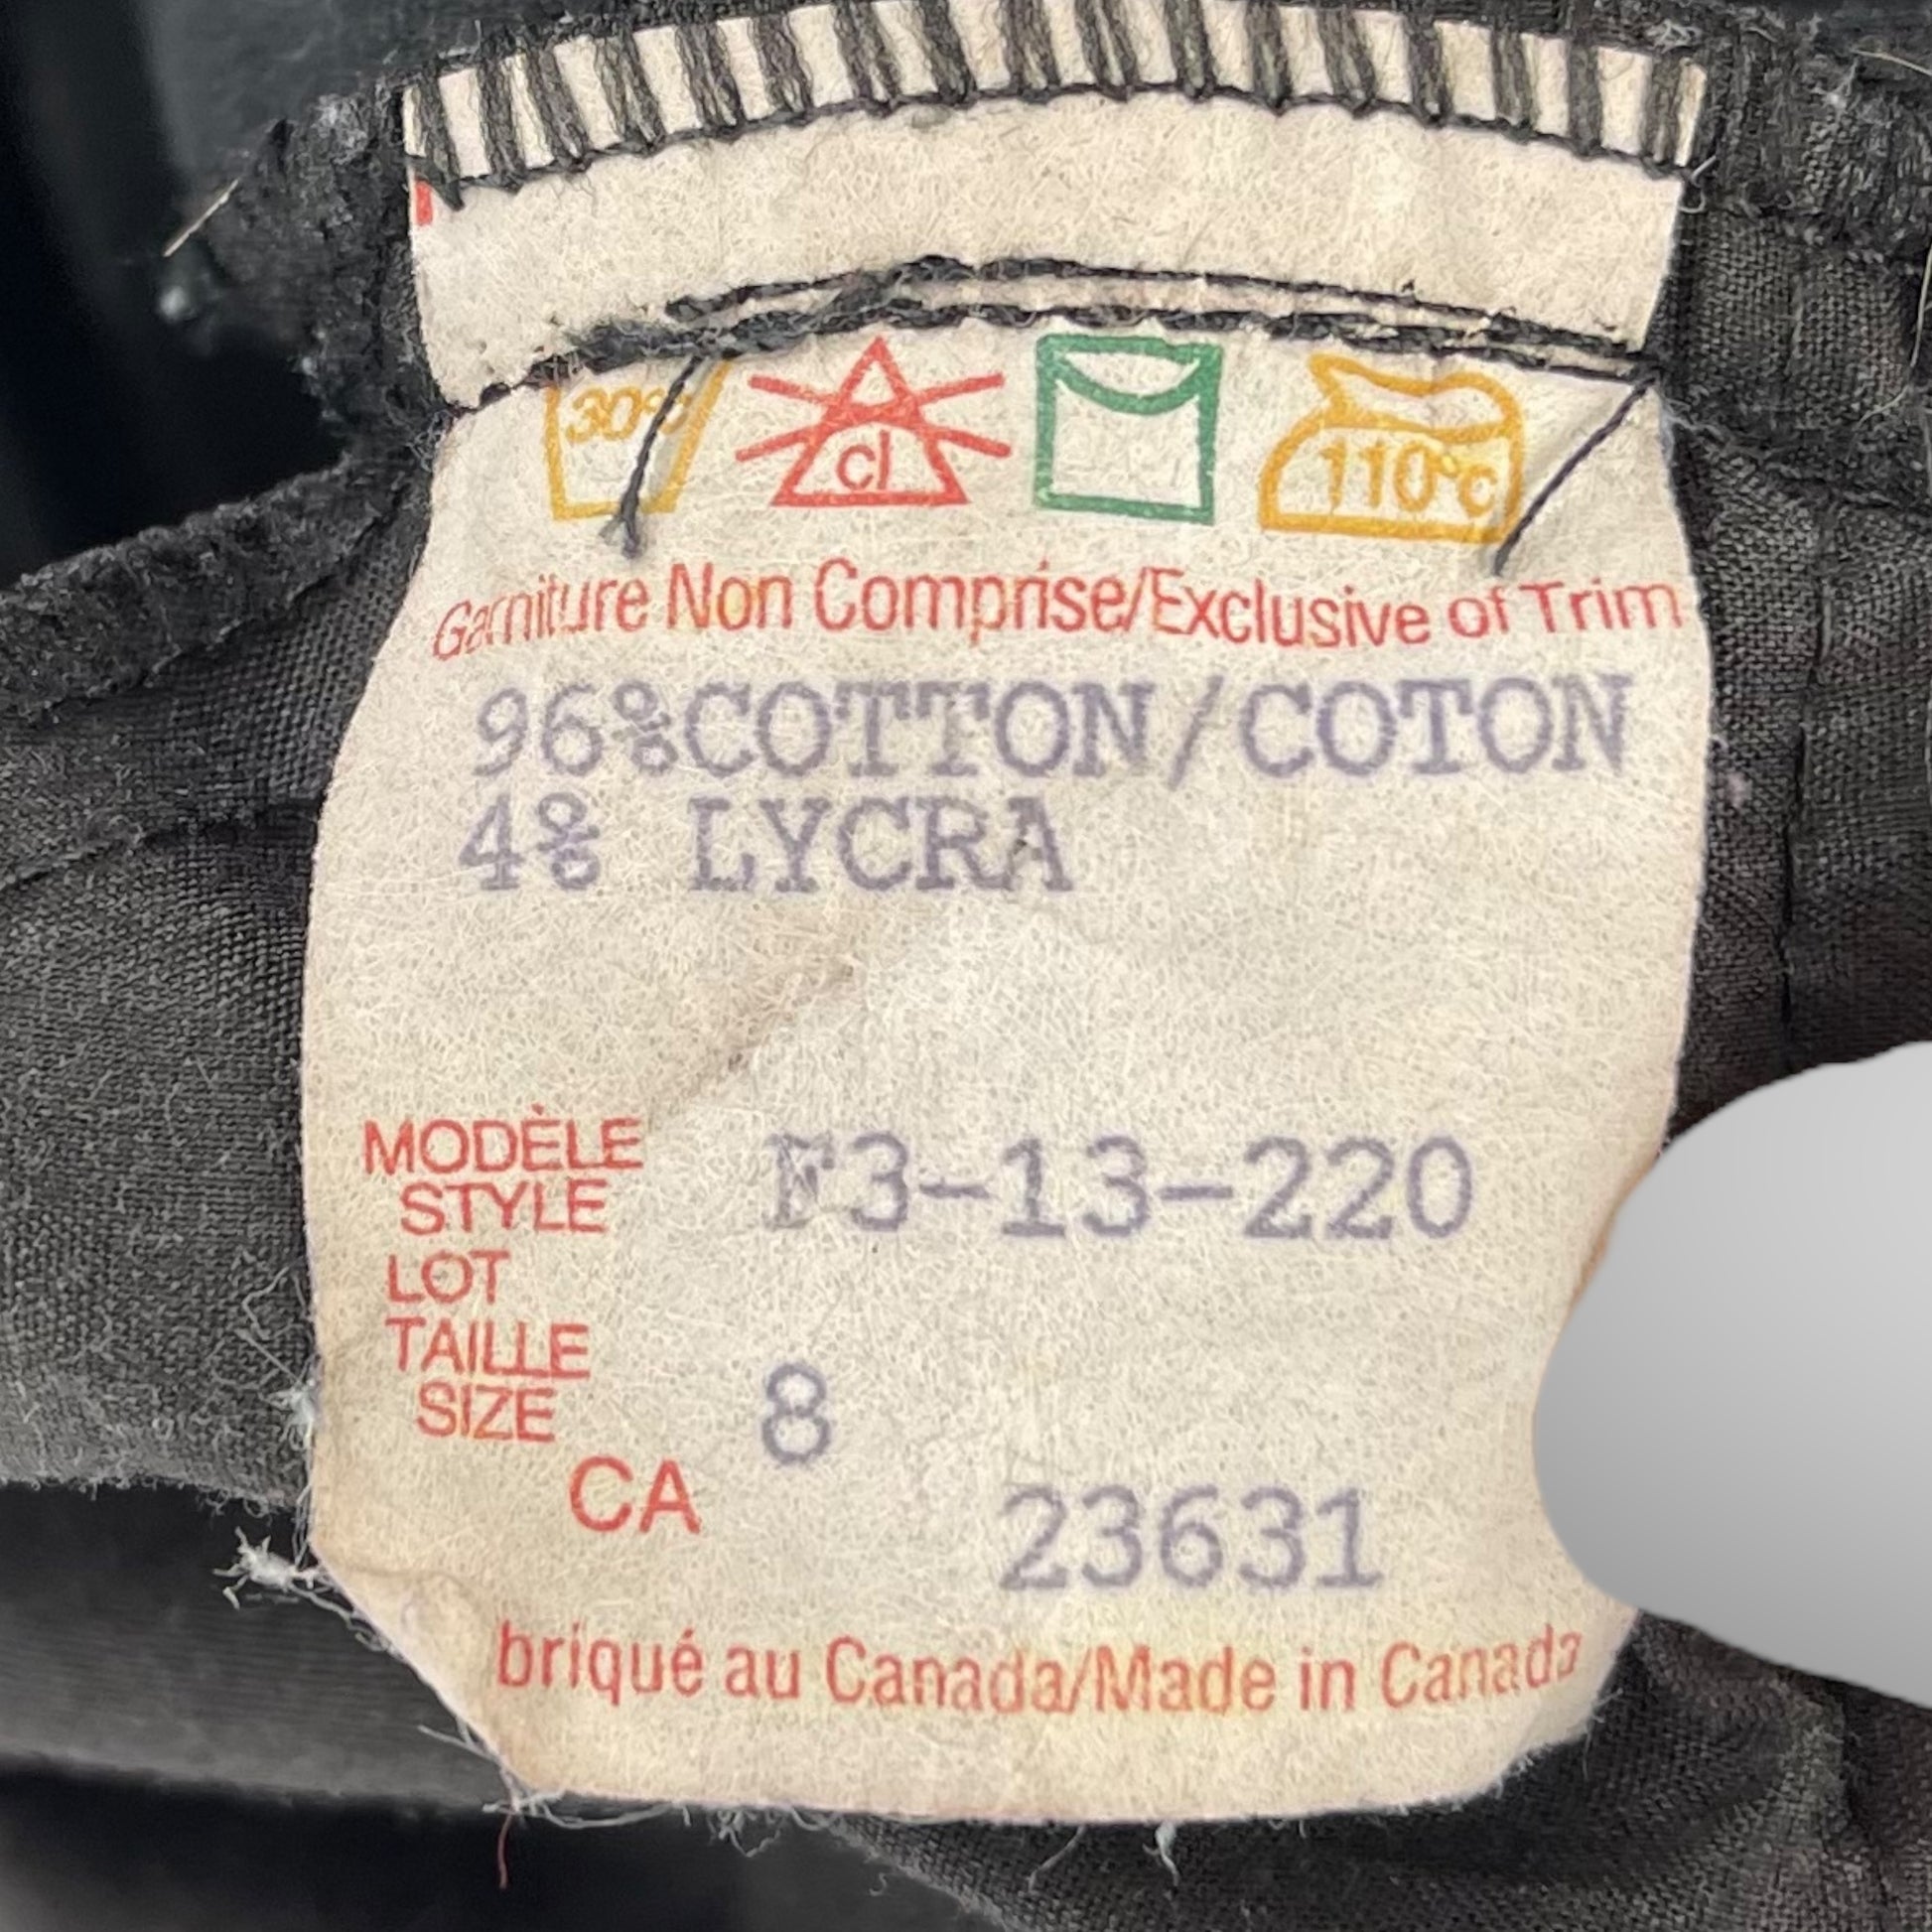 30°C cl 110°c
Garniture Non Comprise/Exclusive of Trim
96%COTTON/COTON
4% LYCRA
MODÈLE
STYLE F3-13-220
LOT
TAILLE
SIZE 8
CA 23631
briqué au Canada/Made in Canada